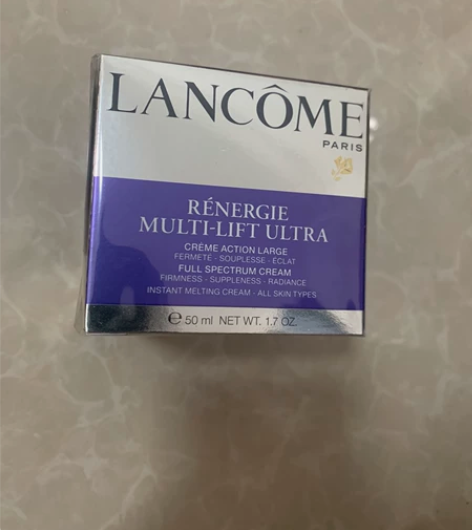 LANCÔME
PARIS
RÉNERGIE
MULTI-LIFT ULTRA
CRÈME ACTION LARGE
FERMETÉ - SOUPLESSE - ÉCLAT
FULL SPECTRUM CREAM
FIRMNESS - SUPPLENESS - RADIANCE
INSTANT MELTING CREAM - ALL SKIN TYPES
℮ 50 ml NET WT. 1.7 OZ.